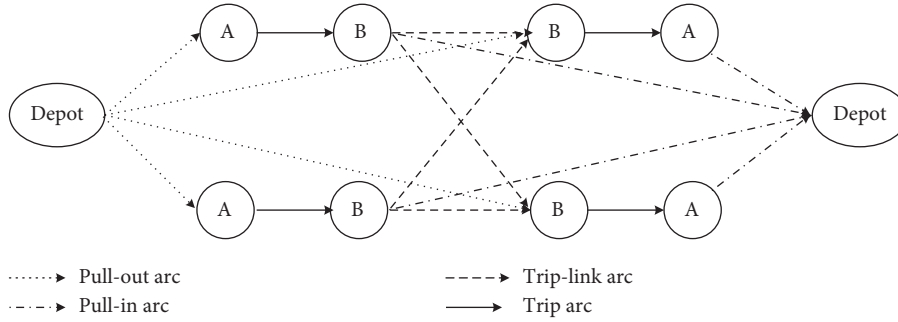 A B B A
Depot Depot
A B B A
Pull-out arc Trip-link arc
Pull-in arc Trip arc